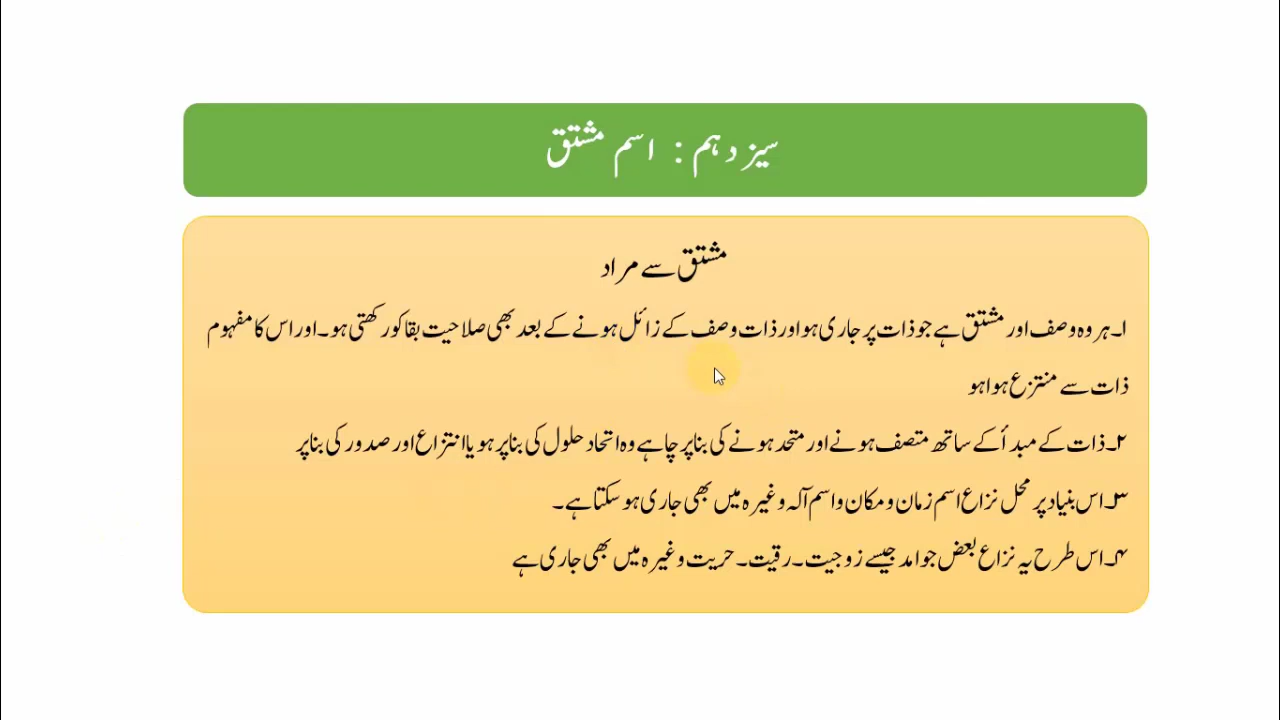 سیزدہم : اسم مشتق
مشتق سے مراد
۱۔ہر وہ وصف اور مشتق ہے جو ذات پر جاری ہو اور ذات وصف کے زائل ہونے کے بعد بھی صلاحیت بقا کو رکھتی ہو۔ اور اس کا مفہوم
ذات سے منتزع ہوا ہو
۲۔ذات کے مبدأ کے ساتھ متصف ہونے اور متحد ہونے کی بنا پر چاہے وہ اتحاد حلول کی بنا پر ہو یا انتزاع اور صدور کی بنا پر
۳۔اس بنیاد پر محل نزاع اسم زمان و مکان و اسم آلہ وغیرہ میں بھی جاری ہو سکتا ہے۔
۴۔اس طرح یہ نزاع بعض جوامد جیسے زوجیت۔رقیت۔ حریت وغیرہ میں بھی جاری ہے